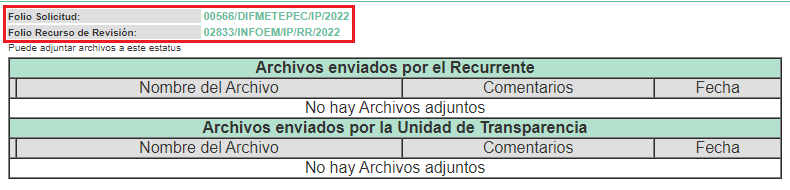 Folio Solicitud: 00566/DIFMETEPEC/IP/2022
Folio Recurso de Revisión: 02833/INFOEM/IP/RR/2022
Puede adjuntar archivos a este estatus
Archivos enviados por el Recurrente
Nombre del Archivo Comentarios Fecha
No hay Archivos adjuntos
Archivos enviados por la Unidad de Transparencia
Nombre del Archivo Comentarios Fecha
No hay Archivos adjuntos